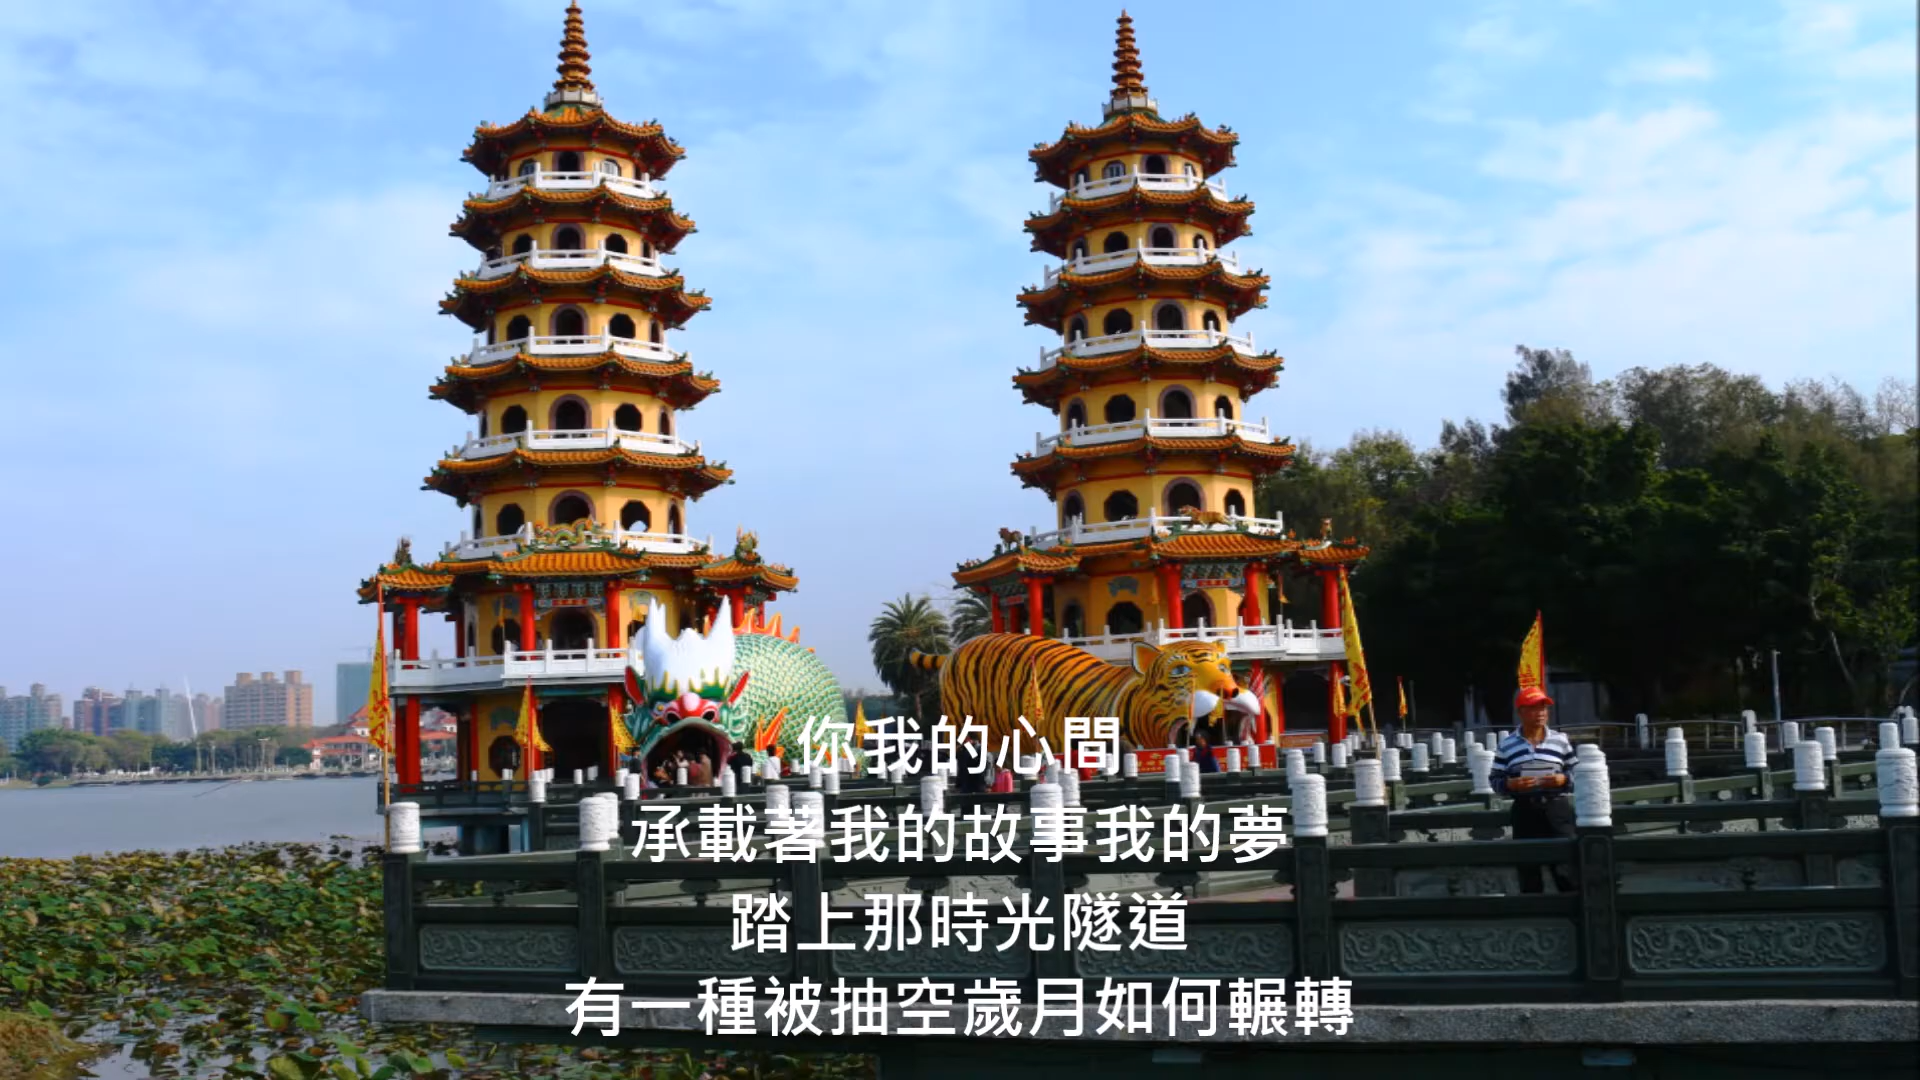 你我的心間
承載著我的故事我的夢
踏上那時光隧道
有一種被抽空歲月如何輾轉